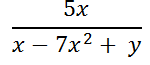 5x
x − 7x² + y